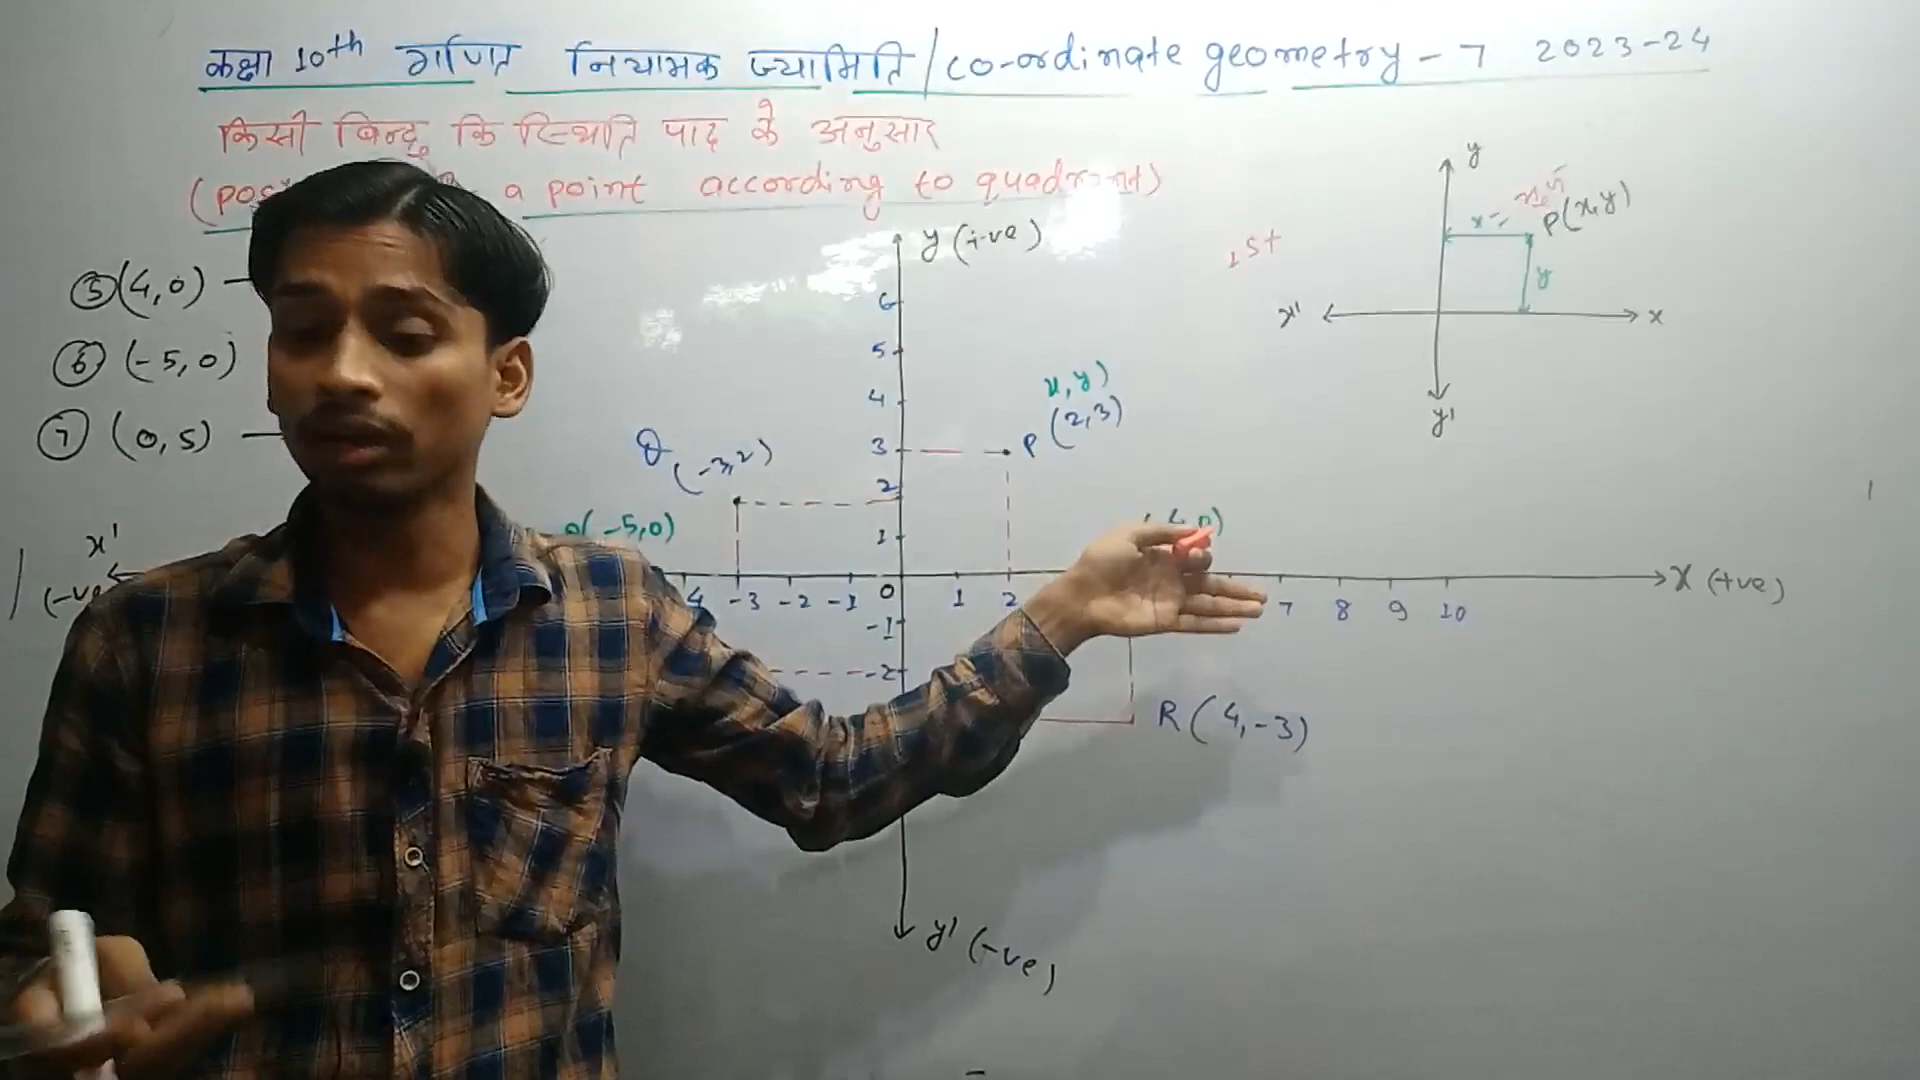 कक्षा 10th गणित नियामक ज्यामिति / co-ordinate geometry - 7 2023-24
किसी बिन्दु कि स्थिति पाद के अनुसार
a point according to quadrant)
⑤ (4,0) -
⑥ (-5,0)
⑦ (0,5) -
y (+ve)
6
5
4
3
2
1
0
x,y)
P (2,3)
Q (-3,2)
(-5,0)
4,0)
x'
(-ve
4 -3 -2 -1 1 2 7 8 9 10
X (+ve)
-1
-2
R (4,-3)
y' (-ve)
1st
y
P(x,y)
x
y
x'
x
y'